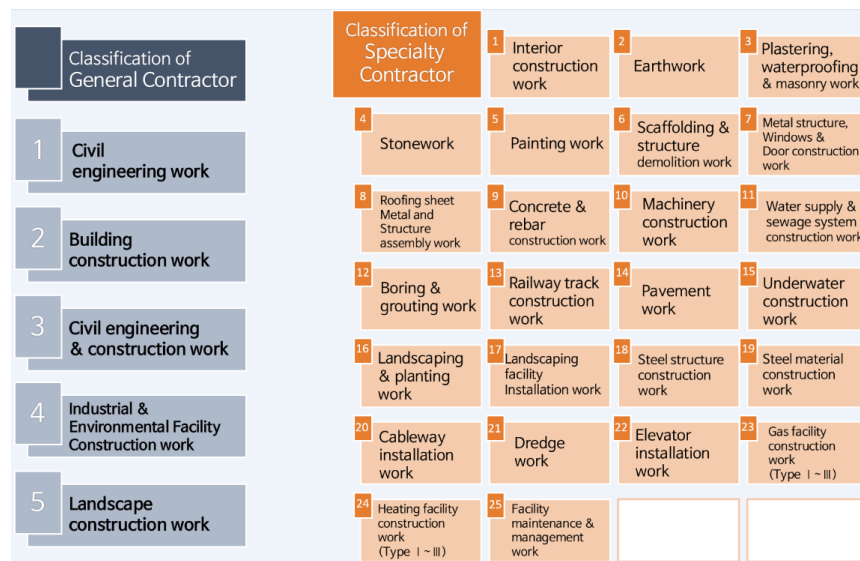 Classification of
General Contractor
1
Civil
engineering work
2
Building
construction work
3
Civil engineering
& construction work
4
Industrial &
Environmental Facility
Construction work
5
Landscape
construction work
Classification of
Specialty
Contractor
1
Interior
construction
work
2
Earthwork
3
Plastering,
waterproofing
& masonry work
4
Stonework
5
Painting work
6
Scaffolding &
structure
demolition work
7
Metal structure,
Windows &
Door construction
work
8
Roofing sheet
Metal and
Structure
assembly work
9
Concrete &
rebar
construction work
10
Machinery
construction
work
11
Water supply &
sewage system
construction work
12
Boring &
grouting work
13
Railway track
construction
work
14
Pavement
work
15
Underwater
construction
work
16
Landscaping
& planting
work
17
Landscaping
facility
Installation work
18
Steel structure
construction
work
19
Steel material
construction
work
20
Cableway
installation
work
21
Dredge
work
22
Elevator
installation
work
23
Gas facility
construction
work
(Type Ⅰ~Ⅲ)
24
Heating facility
construction
work
(Type Ⅰ~Ⅲ)
25
Facility
maintenance &
management
work